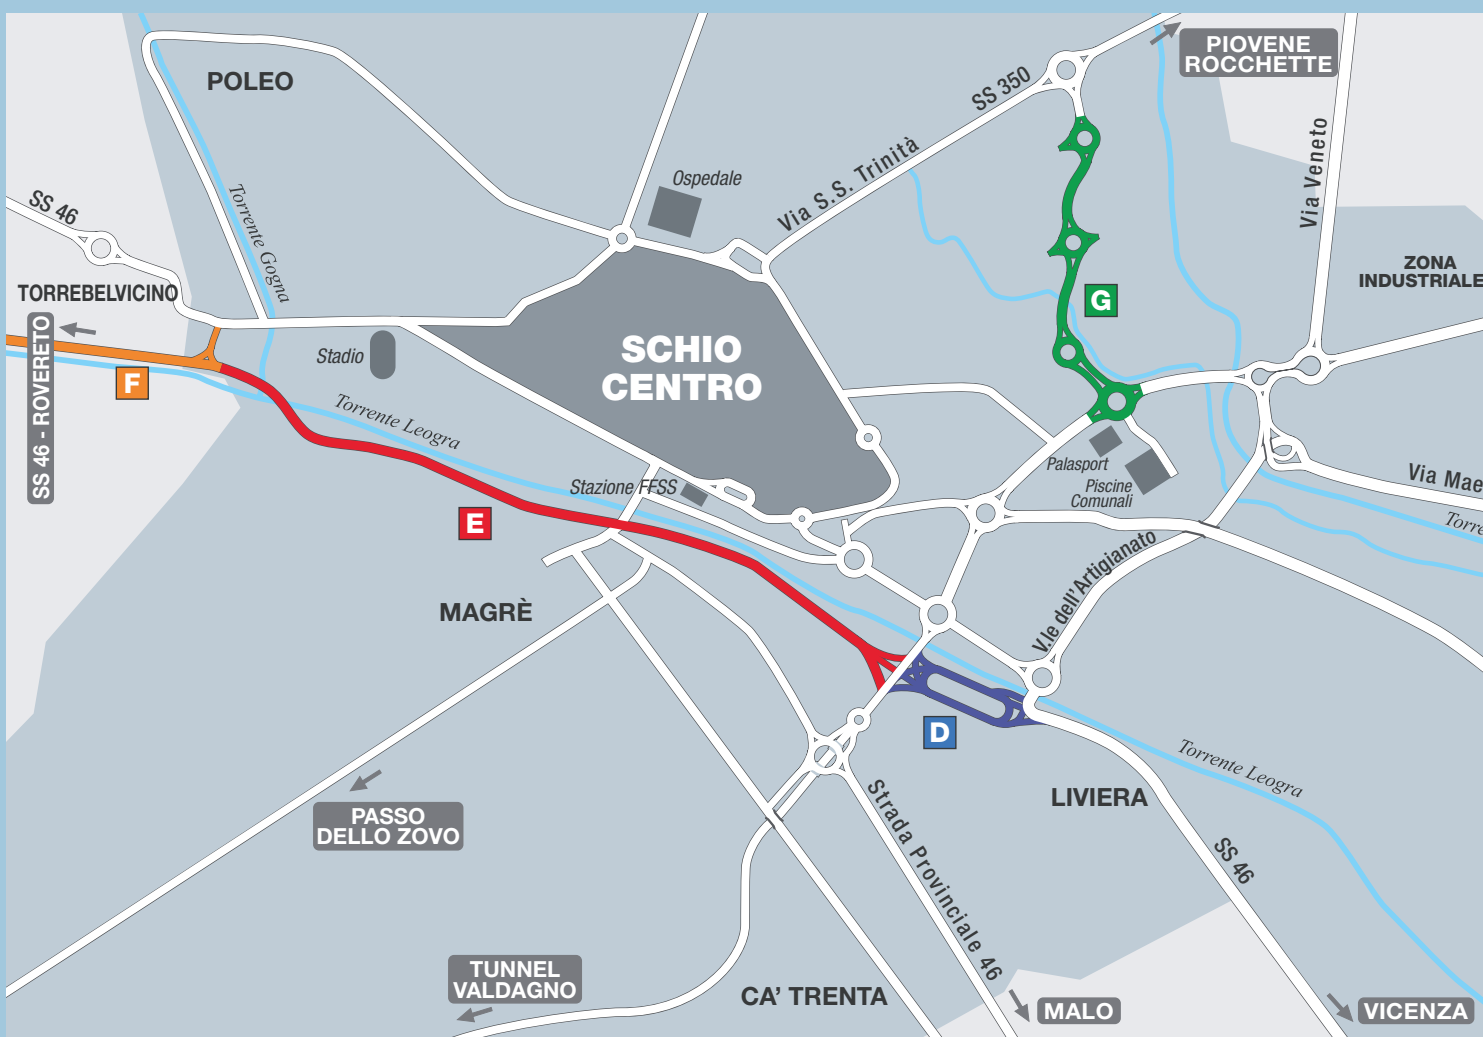 PIOVENE
ROCCHETTE
POLEO
SS 350
Via S.S. Trinità
Ospedale
Via Veneto
SS 46
Torrente Gogna
ZONA
INDUSTRIALE
TORREBELVICINO
G
SS 46 - ROVERETO
Stadio
SCHIO
CENTRO
F
Torrente Leogra
Palasport
Piscine
Comunali
Via Mae
Stazione FFSS
E
Torre
V.le dell'Artigianato
MAGRÈ
D
Torrente Leogra
LIVIERA
PASSO
DELLO ZOVO
Strada Provinciale 46
SS 46
TUNNEL
VALDAGNO
CA' TRENTA
MALO
VICENZA